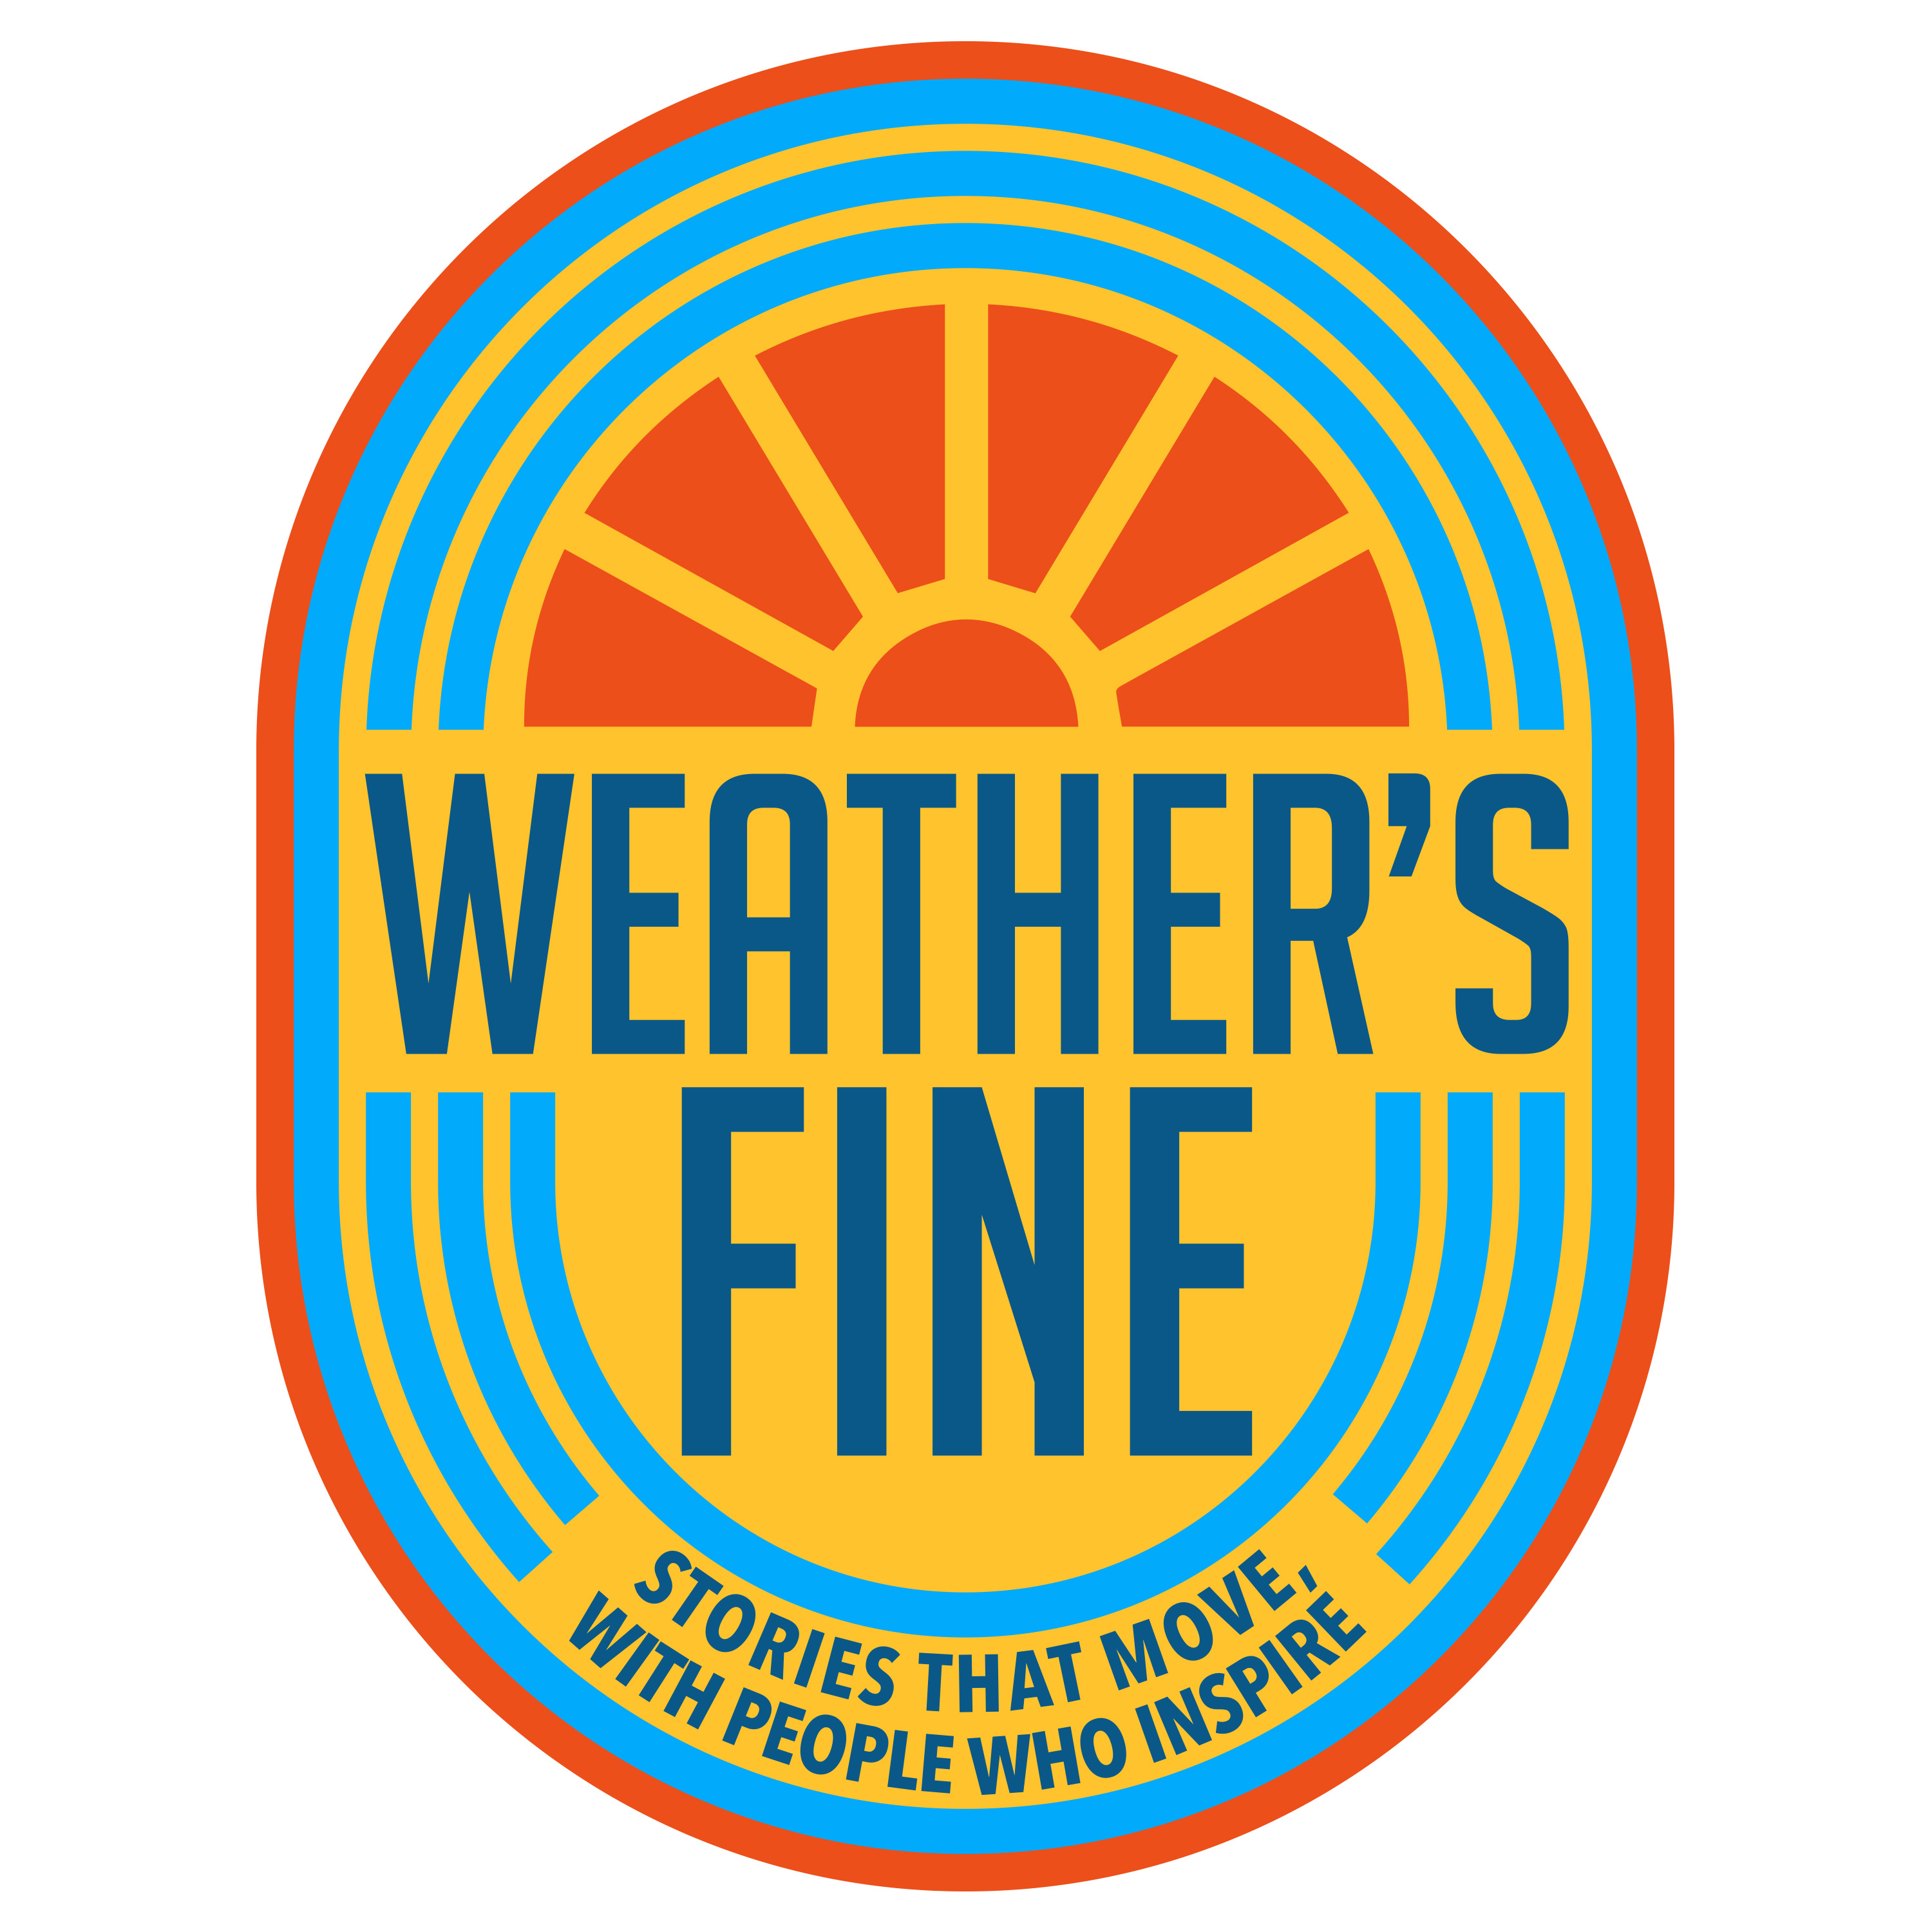 WEATHER'S
FINE
STORIES THAT MOVE
WITH PEOPLE WHO INSPIRE